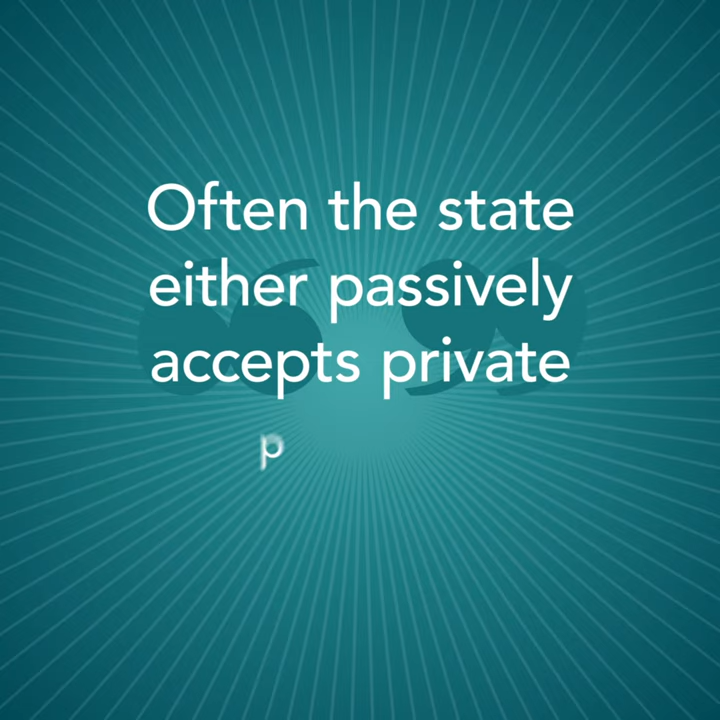 Often the state
either passively
accepts private
p